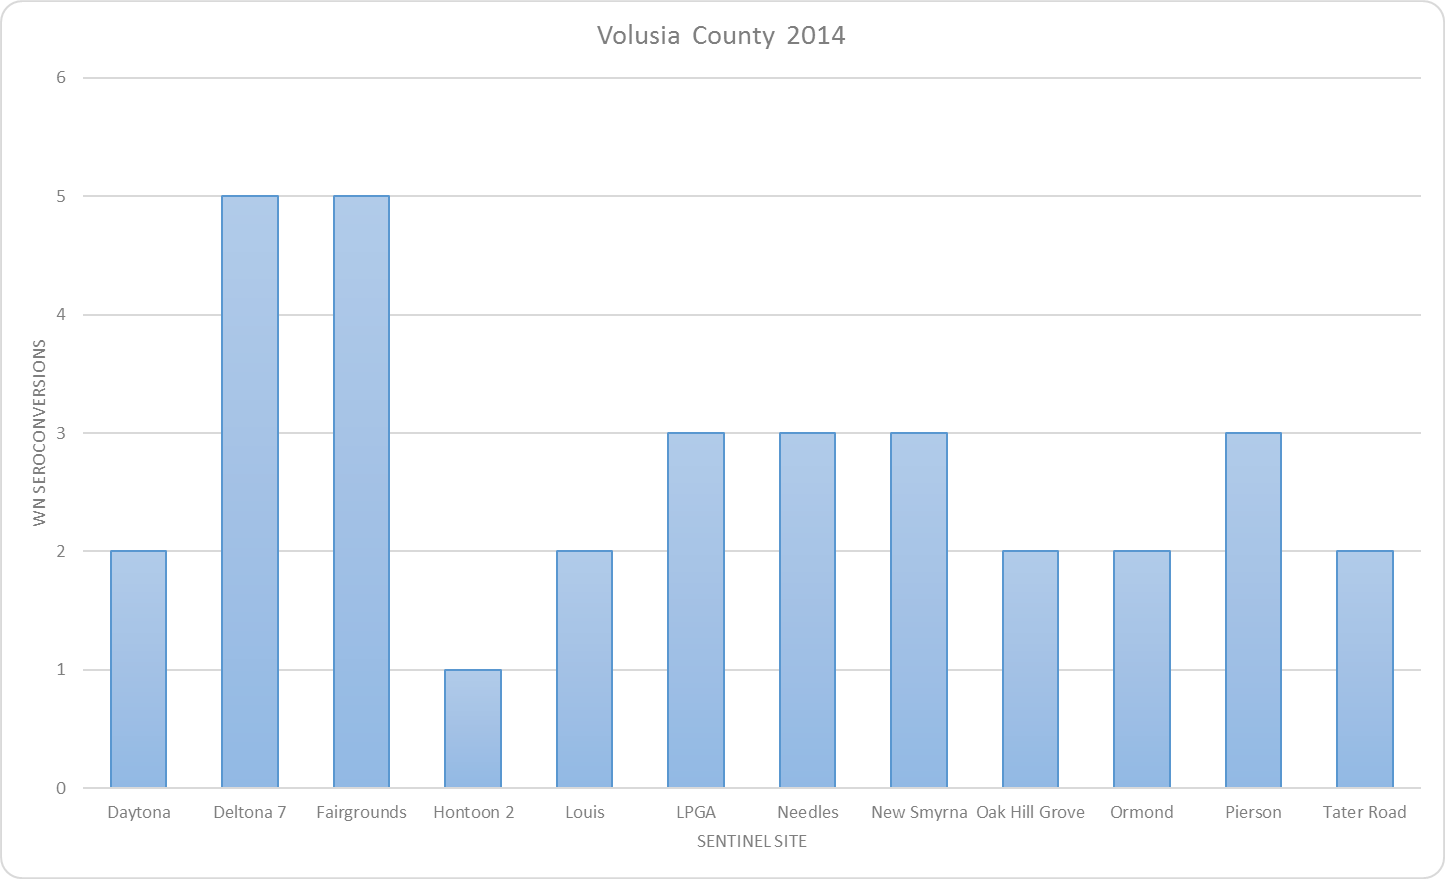 Volusia County 2014
6
5
4
3
2
1
0
WN SEROCONVERSIONS
Daytona Deltona 7 Fairgrounds Hontoon 2 Louis LPGA Needles New Smyrna Oak Hill Grove Ormond Pierson Tater Road
SENTINEL SITE